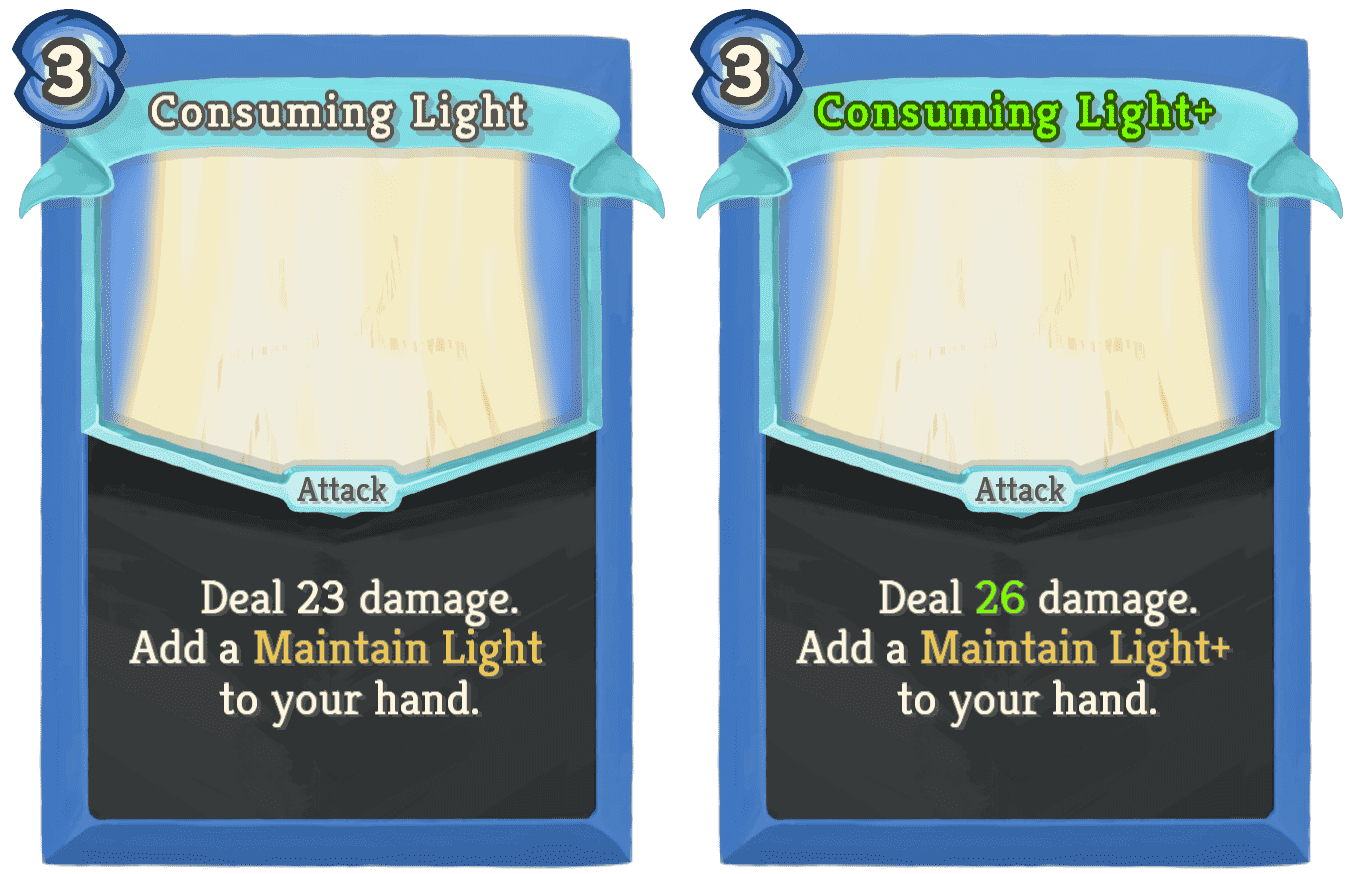 3
Consuming Light
Attack
Deal 23 damage.
Add a Maintain Light
to your hand.
3
Consuming Light+
Attack
Deal 26 damage.
Add a Maintain Light+
to your hand.